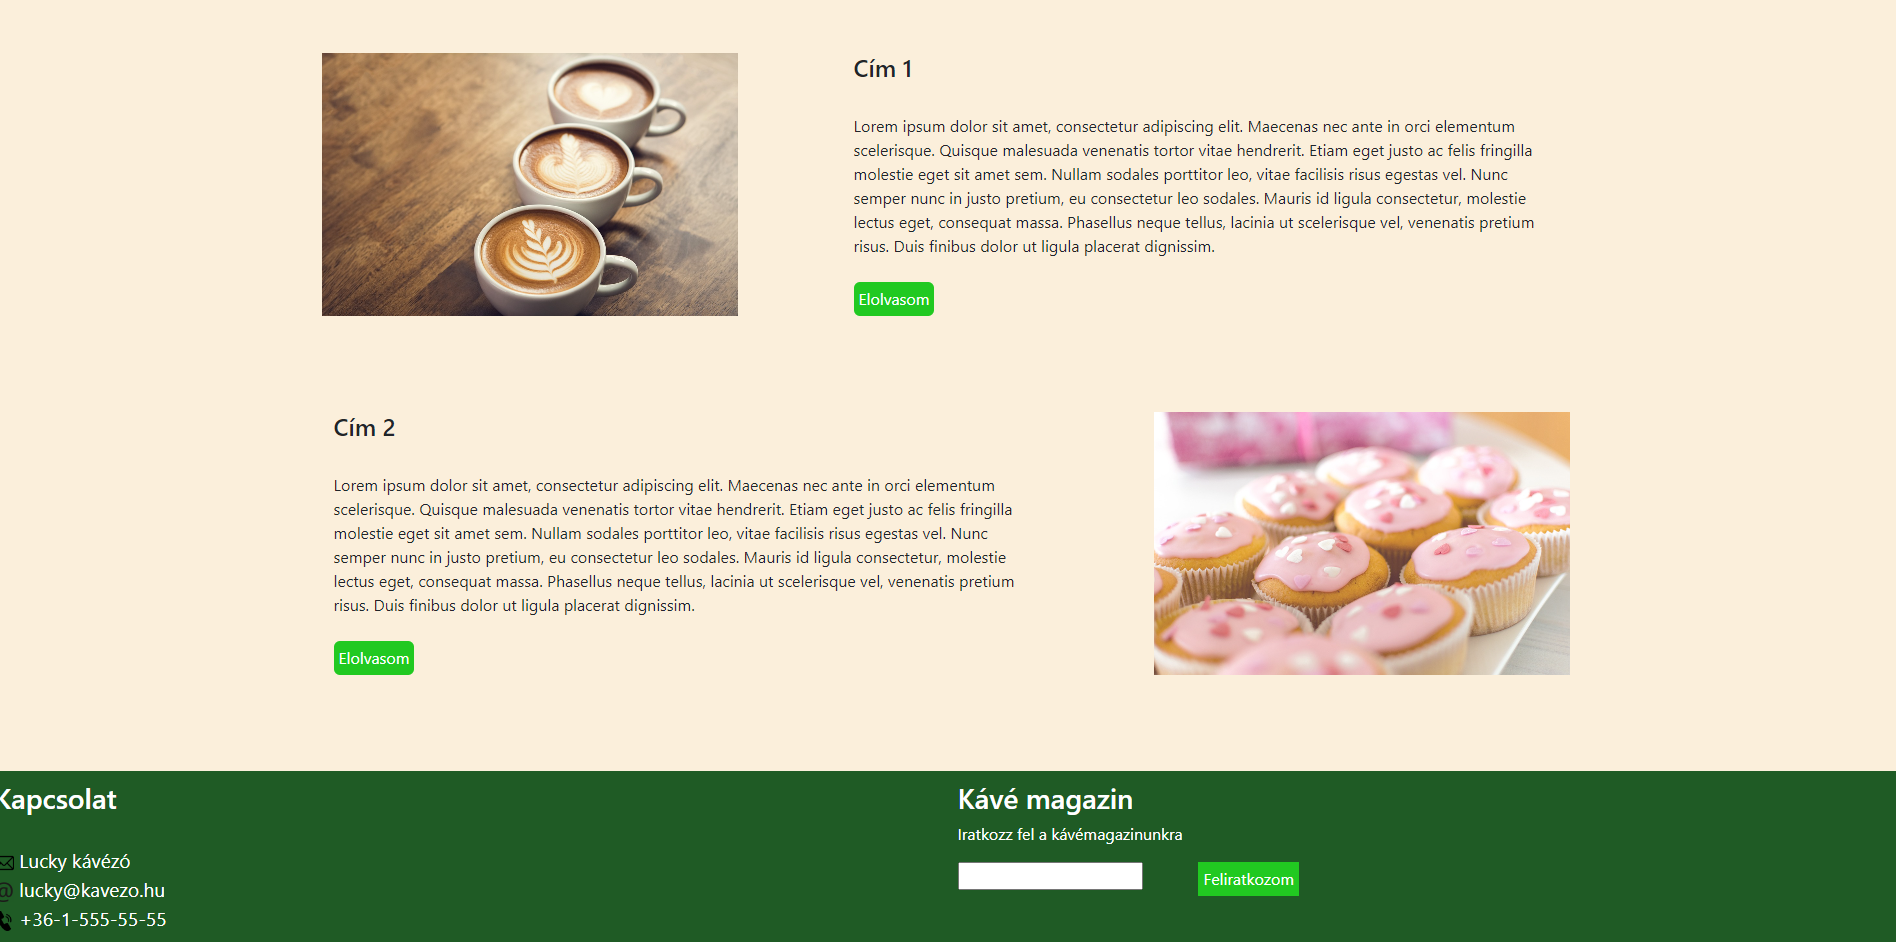 Cím 1
Lorem ipsum dolor sit amet, consectetur adipiscing elit. Maecenas nec ante in orci elementum
scelerisque. Quisque malesuada venenatis tortor vitae hendrerit. Etiam eget justo ac felis fringilla
molestie eget sit amet sem. Nullam sodales porttitor leo, vitae facilisis risus egestas vel. Nunc
semper nunc in justo pretium, eu consectetur leo sodales. Mauris id ligula consectetur, molestie
lectus eget, consequat massa. Phasellus neque tellus, lacinia ut scelerisque vel, venenatis pretium
risus. Duis finibus dolor ut ligula placerat dignissim.
Elolvasom
Cím 2
Lorem ipsum dolor sit amet, consectetur adipiscing elit. Maecenas nec ante in orci elementum
scelerisque. Quisque malesuada venenatis tortor vitae hendrerit. Etiam eget justo ac felis fringilla
molestie eget sit amet sem. Nullam sodales porttitor leo, vitae facilisis risus egestas vel. Nunc
semper nunc in justo pretium, eu consectetur leo sodales. Mauris id ligula consectetur, molestie
lectus eget, consequat massa. Phasellus neque tellus, lacinia ut scelerisque vel, venenatis pretium
risus. Duis finibus dolor ut ligula placerat dignissim.
Elolvasom
Kapcsolat
Lucky kávézó
lucky@kavezo.hu
+36-1-555-55-55
Kávé magazin
Iratkozz fel a kávémagazinunkra
Feliratkozom